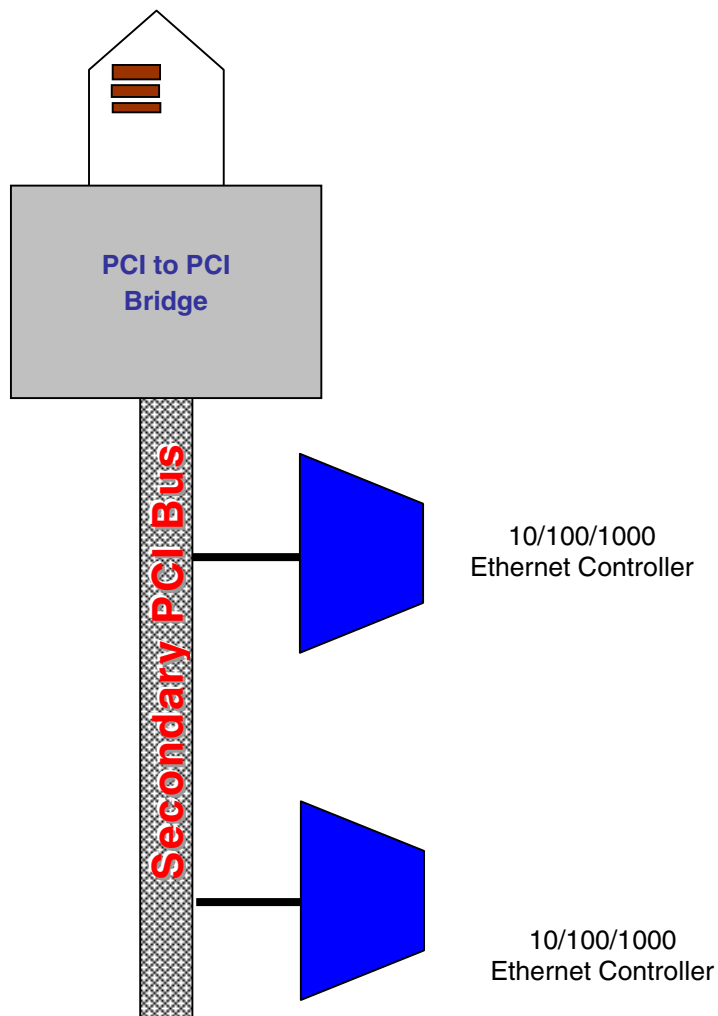 PCI to PCI
Bridge
Secondary PCI Bus
10/100/1000
Ethernet Controller
10/100/1000
Ethernet Controller